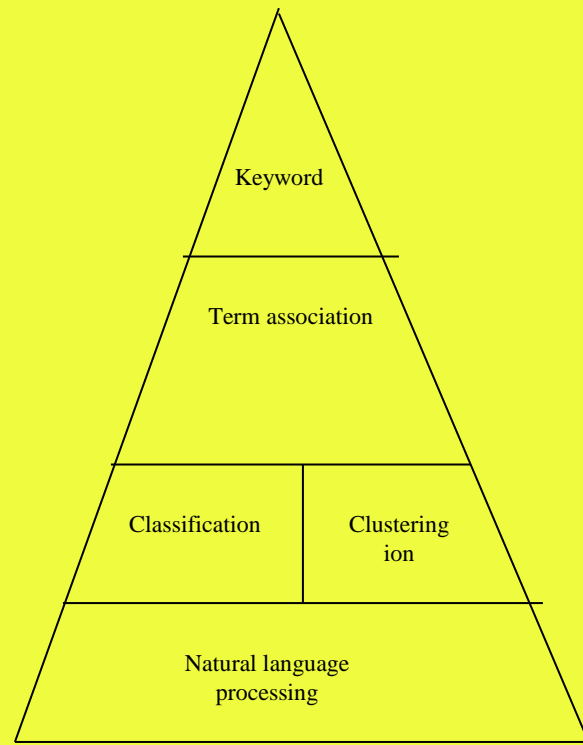 Keyword
Term association
Classification
Clustering
ion
Natural language
processing